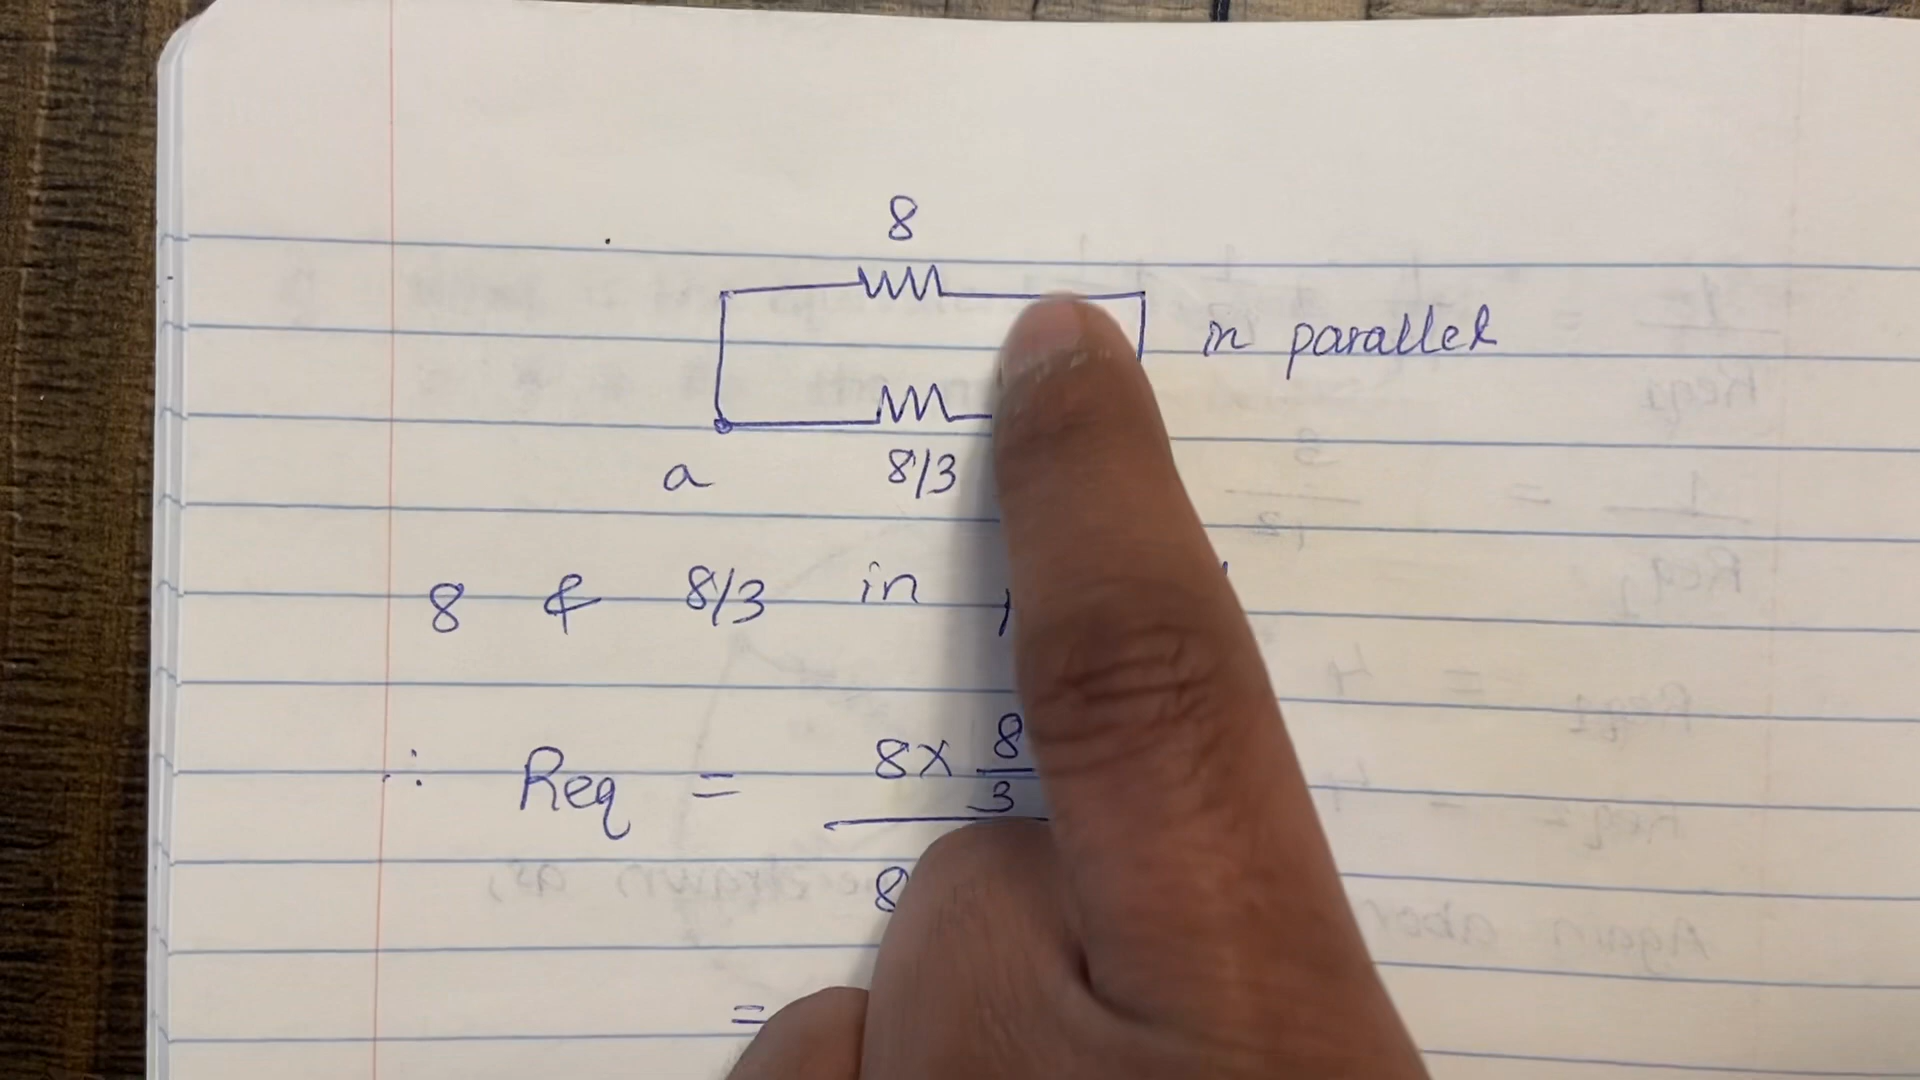 8
in parallel
8/3
a
8 & 8/3 in
∴ Req = 8 × 8/3
8
=